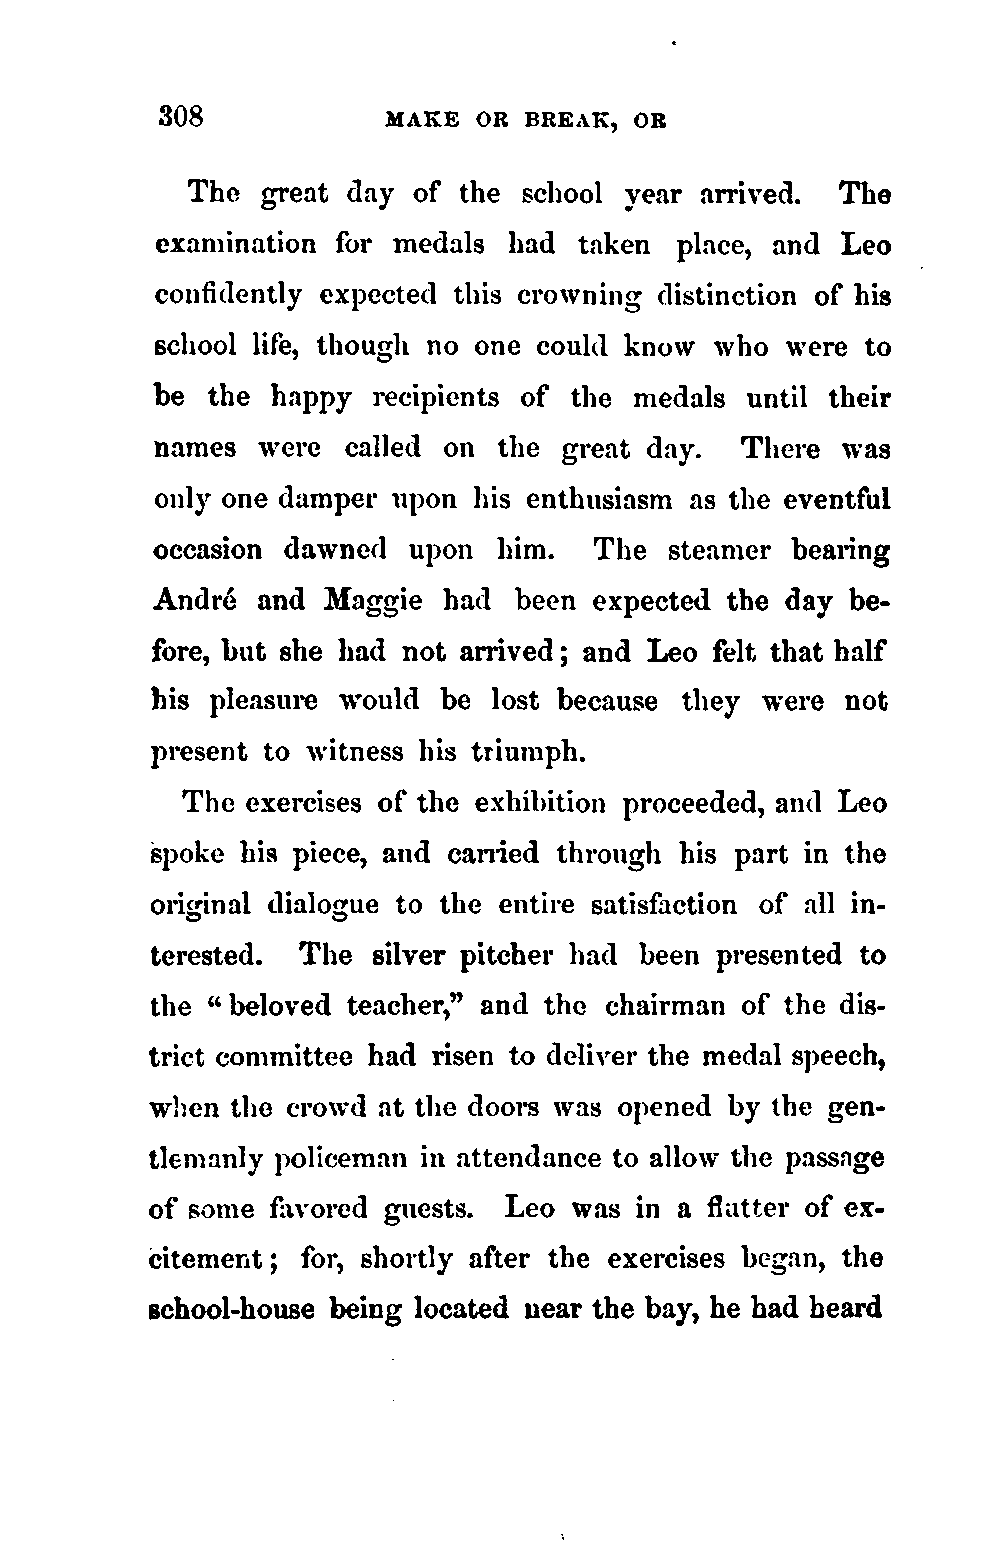 308 MAKE OR BREAK, OR
The great day of the school year arrived. The
examination for medals had taken place, and Leo
confidently expected this crowning distinction of his
school life, though no one could know who were to
be the happy recipients of the medals until their
names were called on the great day. There was
only one damper upon his enthusiasm as the eventful
occasion dawned upon him. The steamer bearing
André and Maggie had been expected the day be-
fore, but she had not arrived; and Leo felt that half
his pleasure would be lost because they were not
present to witness his triumph.
The exercises of the exhibition proceeded, and Leo
spoke his piece, and carried through his part in the
original dialogue to the entire satisfaction of all in-
terested. The silver pitcher had been presented to
the “beloved teacher,” and the chairman of the dis-
trict committee had risen to deliver the medal speech,
when the crowd at the doors was opened by the gen-
tlemanly policeman in attendance to allow the passage
of some favored guests. Leo was in a flutter of ex-
citement; for, shortly after the exercises began, the
school-house being located near the bay, he had heard